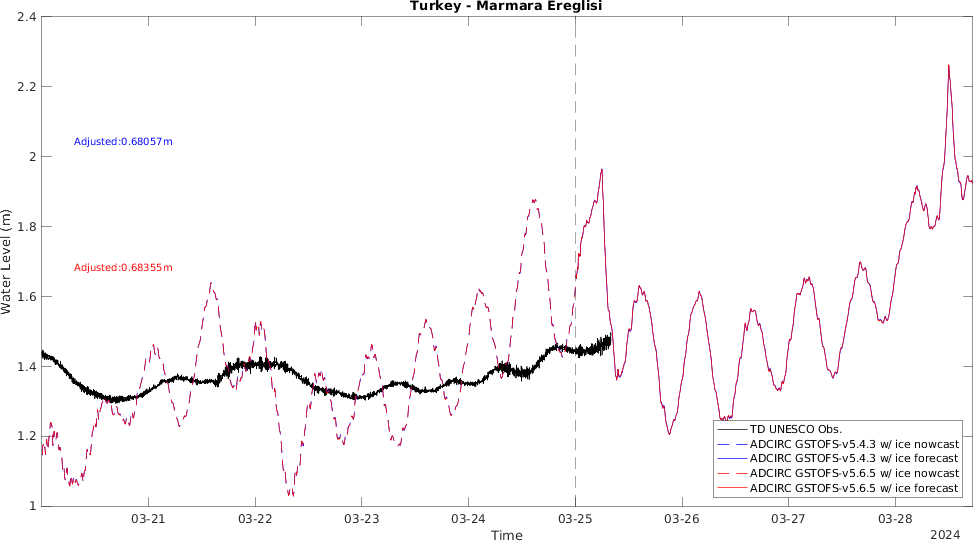 Turkey - Marmara Ereglisi
Water Level (m)
2.4
2.2
2
1.8
1.6
1.4
1.2
1
Adjusted:0.68057m
Adjusted:0.68355m
TD UNESCO Obs.
ADCIRC GSTOFS-v5.4.3 w/ ice nowcast
ADCIRC GSTOFS-v5.4.3 w/ ice forecast
ADCIRC GSTOFS-v5.6.5 w/ ice nowcast
ADCIRC GSTOFS-v5.6.5 w/ ice forecast
03-21 03-22 03-23 03-24 03-25 03-26 03-27 03-28
Time
2024